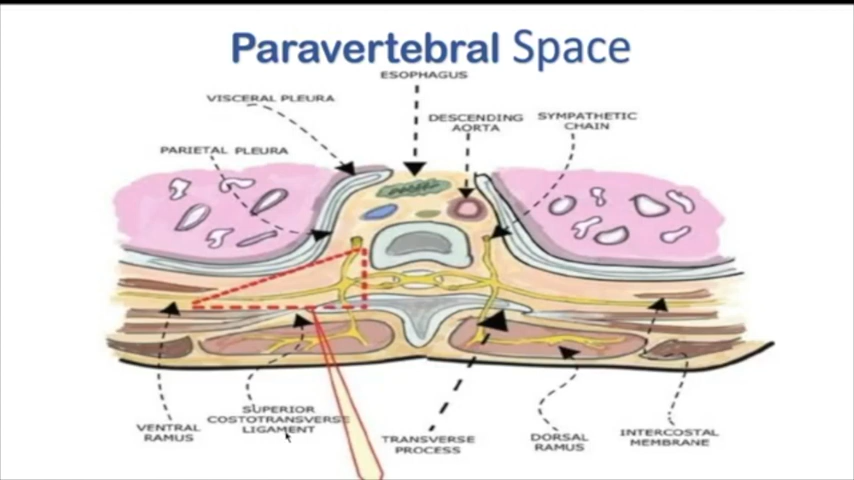 Paravertebral Space
ESOPHAGUS
VISCERAL PLEURA
DESCENDING
AORTA
SYMPATHETIC
CHAIN
PARIETAL PLEURA
VENTRAL
RAMUS
SUPERIOR
COSTOTRANSVERSE
LIGAMENT
TRANSVERSE
PROCESS
DORSAL
RAMUS
INTERCOSTAL
MEMBRANE